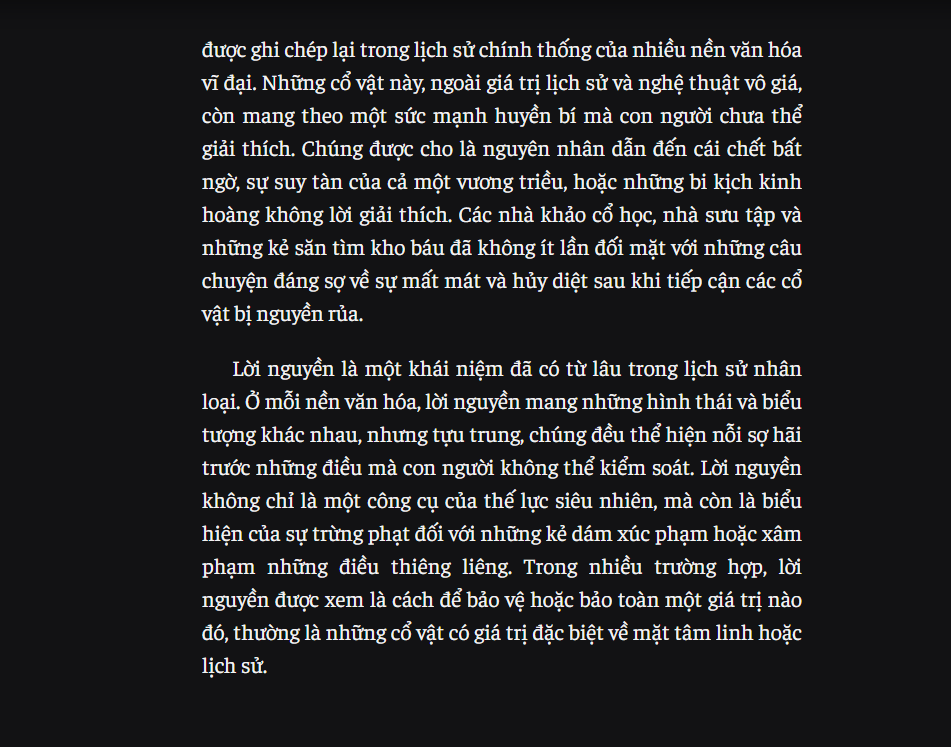 được ghi chép lại trong lịch sử chính thống của nhiều nền văn hóa
vĩ đại. Những cổ vật này, ngoài giá trị lịch sử và nghệ thuật vô giá,
còn mang theo một sức mạnh huyền bí mà con người chưa thể
giải thích. Chúng được cho là nguyên nhân dẫn đến cái chết bất
ngờ, sự suy tàn của cả một vương triều, hoặc những bi kịch kinh
hoàng không lời giải thích. Các nhà khảo cổ học, nhà sưu tập và
những kẻ săn tìm kho báu đã không ít lần đối mặt với những câu
chuyện đáng sợ về sự mất mát và hủy diệt sau khi tiếp cận các cổ
vật bị nguyền rủa.
Lời nguyền là một khái niệm đã có từ lâu trong lịch sử nhân
loại. Ở mỗi nền văn hóa, lời nguyền mang những hình thái và biểu
tượng khác nhau, nhưng tựu trung, chúng đều thể hiện nỗi sợ hãi
trước những điều mà con người không thể kiểm soát. Lời nguyền
không chỉ là một công cụ của thế lực siêu nhiên, mà còn là biểu
hiện của sự trừng phạt đối với những kẻ dám xúc phạm hoặc xâm
phạm những điều thiêng liêng. Trong nhiều trường hợp, lời
nguyền được xem là cách để bảo vệ hoặc bảo toàn một giá trị nào
đó, thường là những cổ vật có giá trị đặc biệt về mặt tâm linh hoặc
lịch sử.